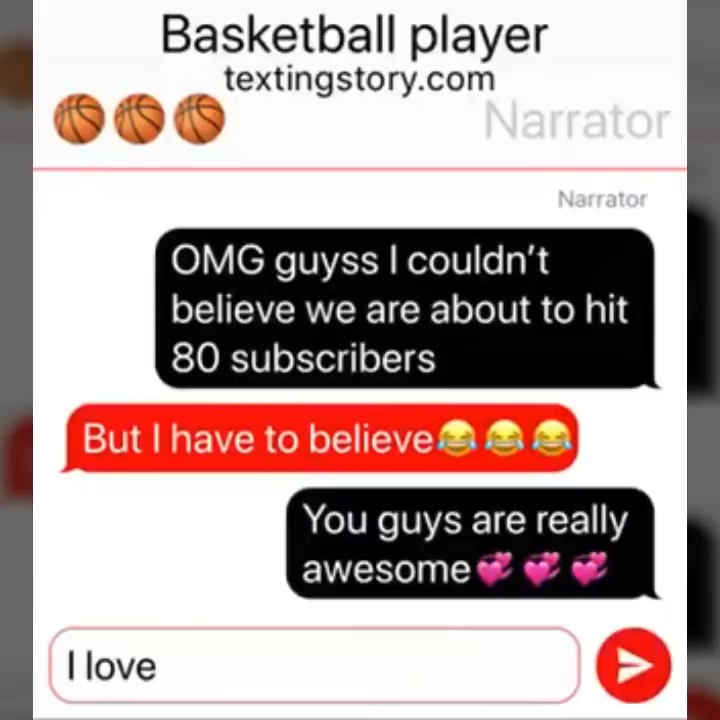 Basketball player
textingstory.com
🏀🏀🏀 Narrator
Narrator
OMG guyss I couldn't
believe we are about to hit
80 subscribers
But I have to believe😂😂😂
You guys are really
awesome💞💞💞
I love